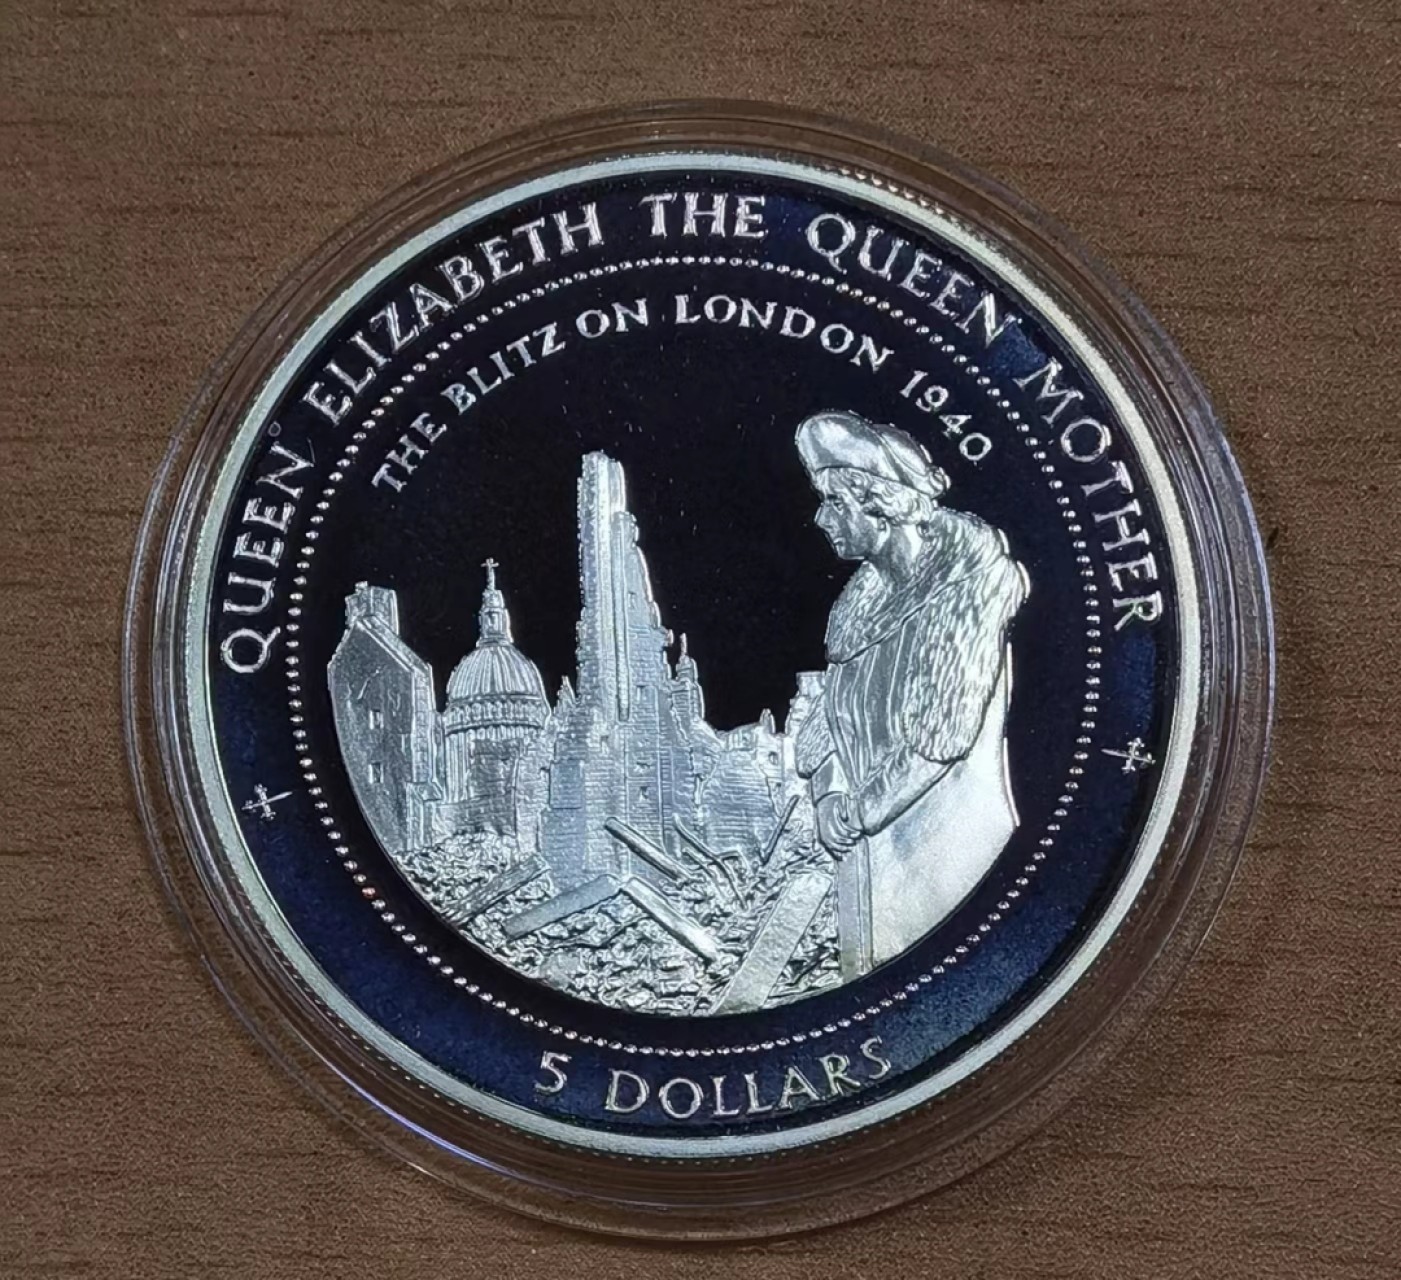 QUEEN ELIZABETH THE QUEEN MOTHER
THE BLITZ ON LONDON 1940
5 DOLLARS